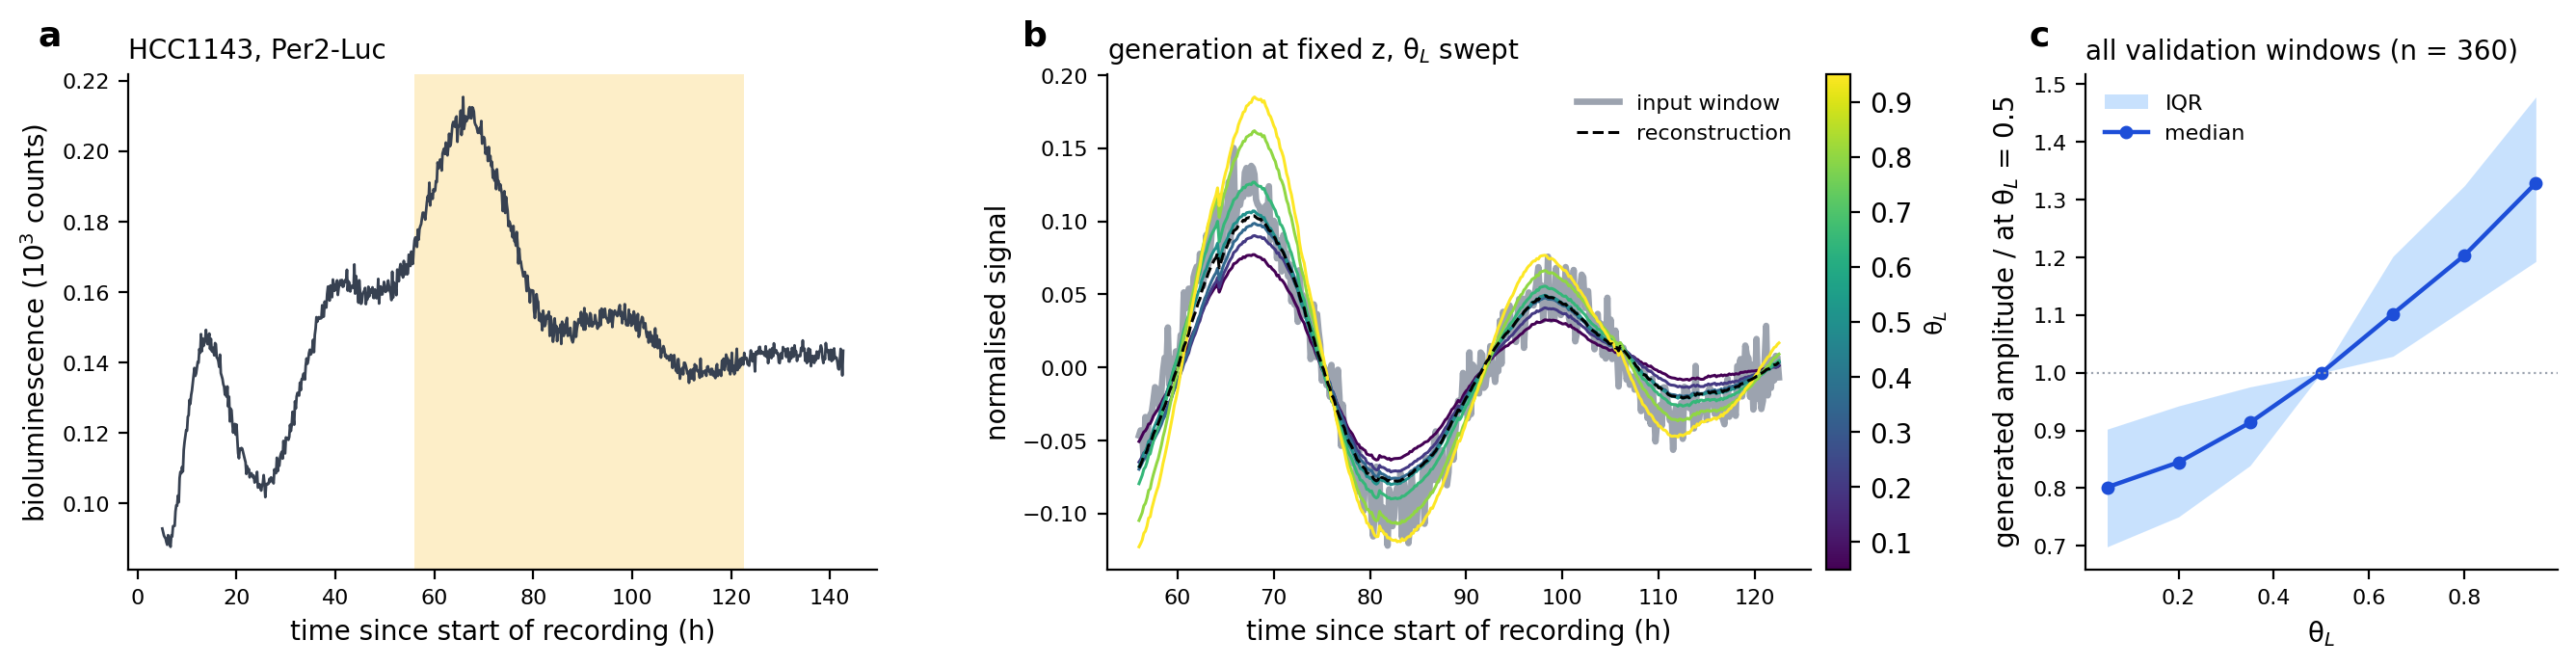 a
HCC1143, Per2-Luc
bioluminescence (10³ counts)
0.22
0.20
0.18
0.16
0.14
0.12
0.10
0 20 40 60 80 100 120 140
time since start of recording (h)
b
generation at fixed z, θL swept
normalised signal
0.20
0.15
0.10
0.05
0.00
−0.05
−0.10
input window
reconstruction
60 70 80 90 100 110 120
time since start of recording (h)
0.9
0.8
0.7
0.6
0.5
0.4
0.3
0.2
0.1
θL
c
all validation windows (n = 360)
generated amplitude / at θL = 0.5
1.5
1.4
1.3
1.2
1.1
1.0
0.9
0.8
0.7
IQR
median
0.2 0.4 0.6 0.8
θL